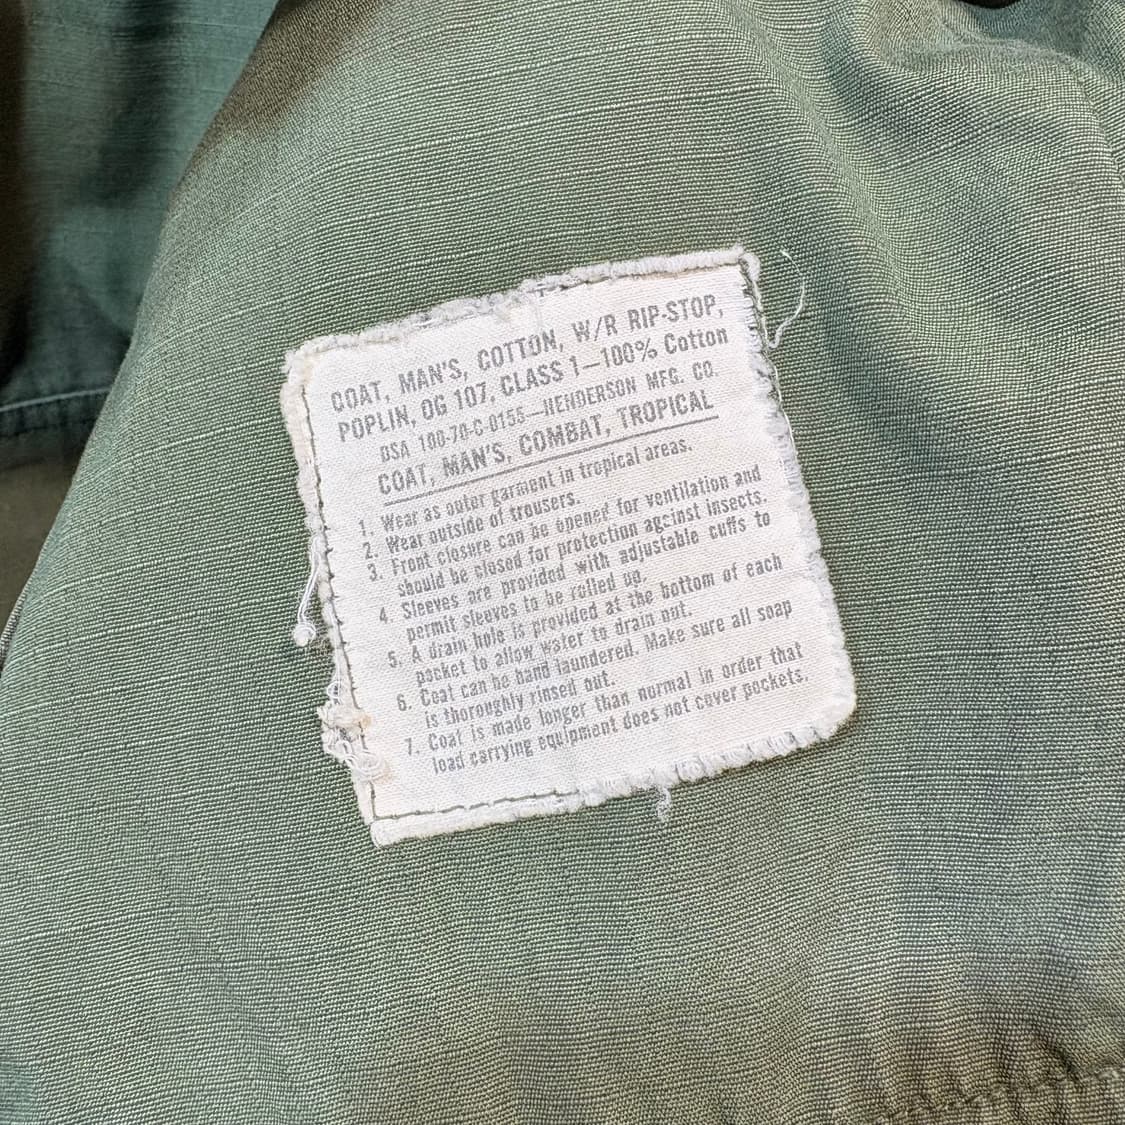 COAT, MAN'S, COTTON, W/R RIP-STOP,
POPLIN, OG 107, CLASS 1—100% Cotton
DSA 100-70-C-0155—HENDERSON MFG. CO.
COAT, MAN'S, COMBAT, TROPICAL
1. Wear as outer garment in tropical areas.
2. Wear outside of trousers.
3. Front closure can be opened for ventilation and
should be closed for protection against insects.
4. Sleeves are provided with adjustable cuffs to
permit sleeves to be rolled up.
5. A drain hole is provided at the bottom of each
pocket to allow water to drain out.
6. Coat can be hand laundered. Make sure all soap
is thoroughly rinsed out.
7. Coat is made longer than normal in order that
load carrying equipment does not cover pockets.